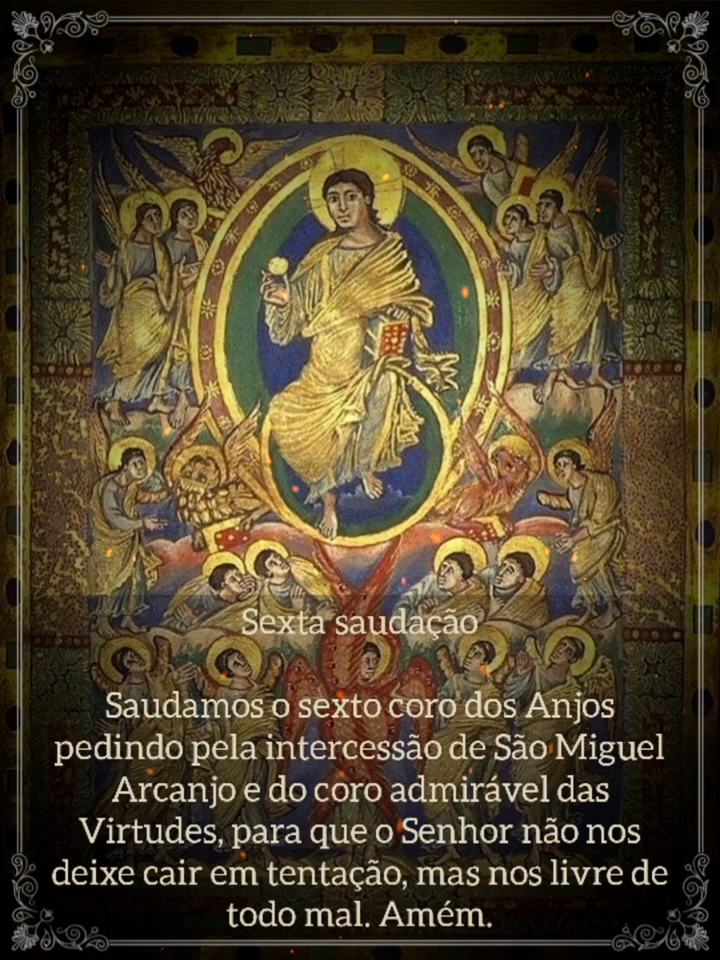 Sexta saudação
Saudamos o sexto coro dos Anjos
pedindo pela intercessão de São Miguel
Arcanjo e do coro admirável das
Virtudes, para que o Senhor não nos
deixe cair em tentação, mas nos livre de
todo mal. Amém.